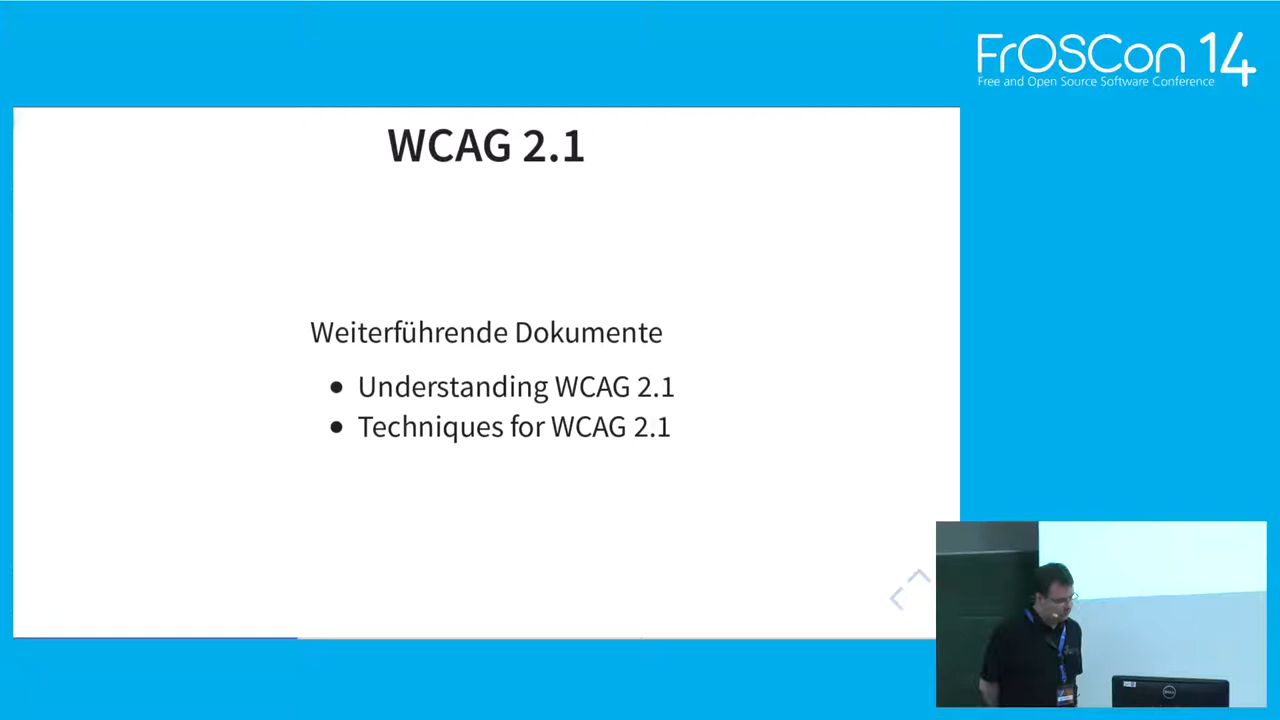 FrOSCon 14
Free and Open Source Software Conference
WCAG 2.1
Weiterführende Dokumente
• Understanding WCAG 2.1
• Techniques for WCAG 2.1
DELL